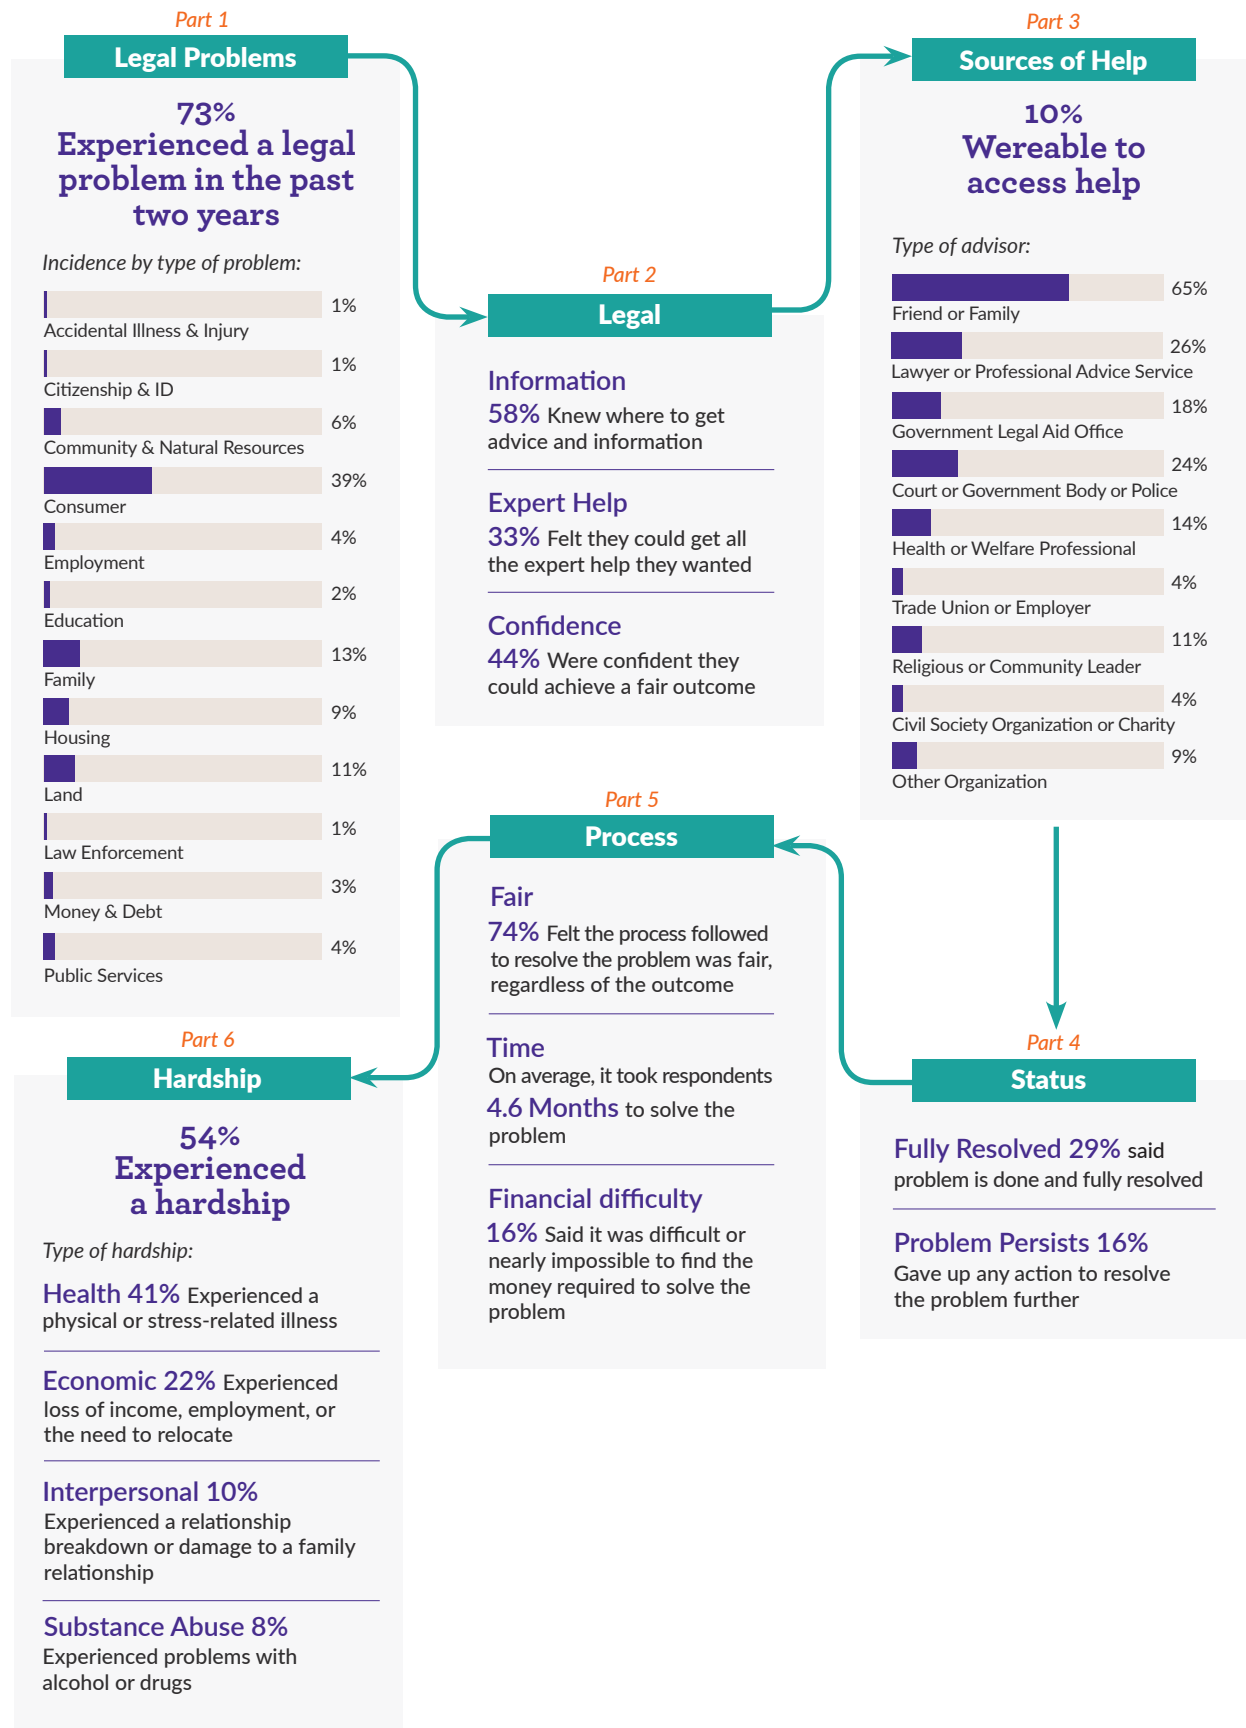 Part 1
Legal Problems
73%
Experienced a legal
problem in the past
two years
Incidence by type of problem:
1%
Accidental Illness & Injury
1%
Citizenship & ID
6%
Community & Natural Resources
39%
Consumer
4%
Employment
2%
Education
13%
Family
9%
Housing
11%
Land
1%
Law Enforcement
3%
Money & Debt
4%
Public Services
Part 2
Legal
Information
58% Knew where to get
advice and information
Expert Help
33% Felt they could get all
the expert help they wanted
Confidence
44% Were confident they
could achieve a fair outcome
Part 3
Sources of Help
10%
Wereable to
access help
Type of advisor:
65%
Friend or Family
26%
Lawyer or Professional Advice Service
18%
Government Legal Aid Office
24%
Court or Government Body or Police
14%
Health or Welfare Professional
4%
Trade Union or Employer
11%
Religious or Community Leader
4%
Civil Society Organization or Charity
9%
Other Organization
Part 4
Status
Fully Resolved 29% said
problem is done and fully resolved
Problem Persists 16%
Gave up any action to resolve
the problem further
Part 5
Process
Fair
74% Felt the process followed
to resolve the problem was fair,
regardless of the outcome
Time
On average, it took respondents
4.6 Months to solve the
problem
Financial difficulty
16% Said it was difficult or
nearly impossible to find the
money required to solve the
problem
Part 6
Hardship
54%
Experienced
a hardship
Type of hardship:
Health 41% Experienced a
physical or stress-related illness
Economic 22% Experienced
loss of income, employment, or
the need to relocate
Interpersonal 10%
Experienced a relationship
breakdown or damage to a family
relationship
Substance Abuse 8%
Experienced problems with
alcohol or drugs